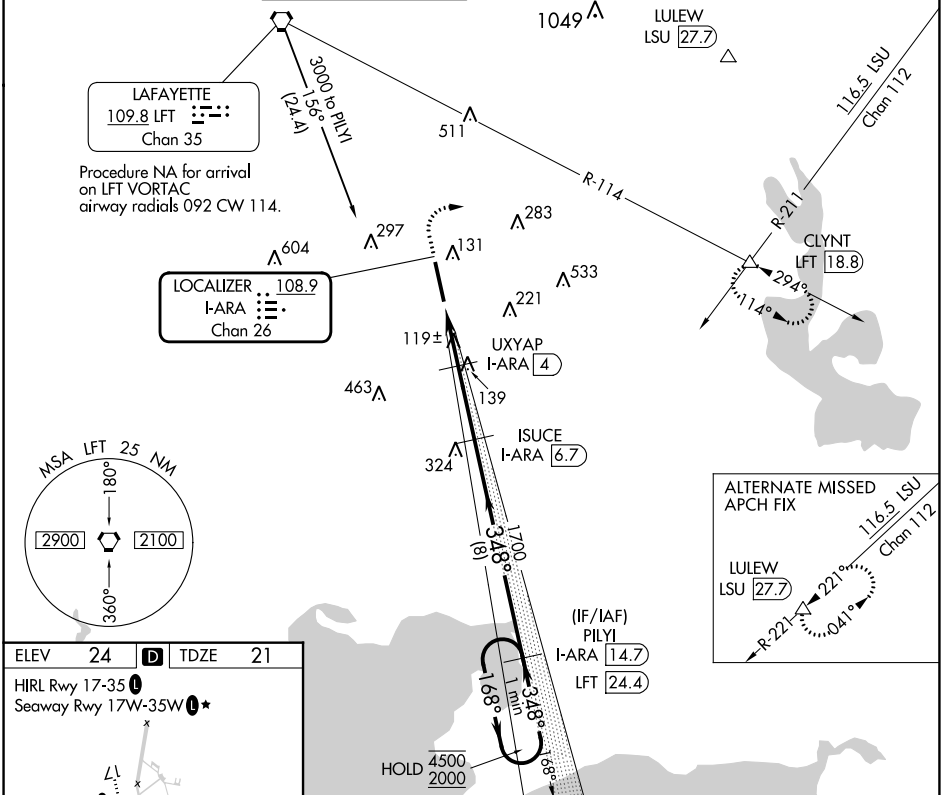 1049
LULEW
LSU 27.7
116.5 LSU
Chan 112
LAFAYETTE
109.8 LFT
Chan 35
3000 to PILYI
156°
(24.4)
511
Procedure NA for arrival
on LFT VORTAC
airway radials 092 CW 114.
R-114
R-211
604
297
131
283
533
221
CLYNT
LFT 18.8
294°
114°
LOCALIZER 108.9
I-ARA
Chan 26
119±
UXYAP
I-ARA 4
139
463
ISUCE
I-ARA 6.7
324
MSA LFT 25 NM
180°
2900
2100
360°
1700
348°
(8)
ALTERNATE MISSED
APCH FIX
116.5 LSU
Chan 112
LULEW
LSU 27.7
221°
041°
R-221
(IF/IAF)
PILYI
I-ARA 14.7
LFT 24.4
168°
1 min
348°
168°
HOLD 4500
2000
ELEV 24 D TDZE 21
HIRL Rwy 17-35 L
Seaway Rwy 17W-35W L
x
x
17